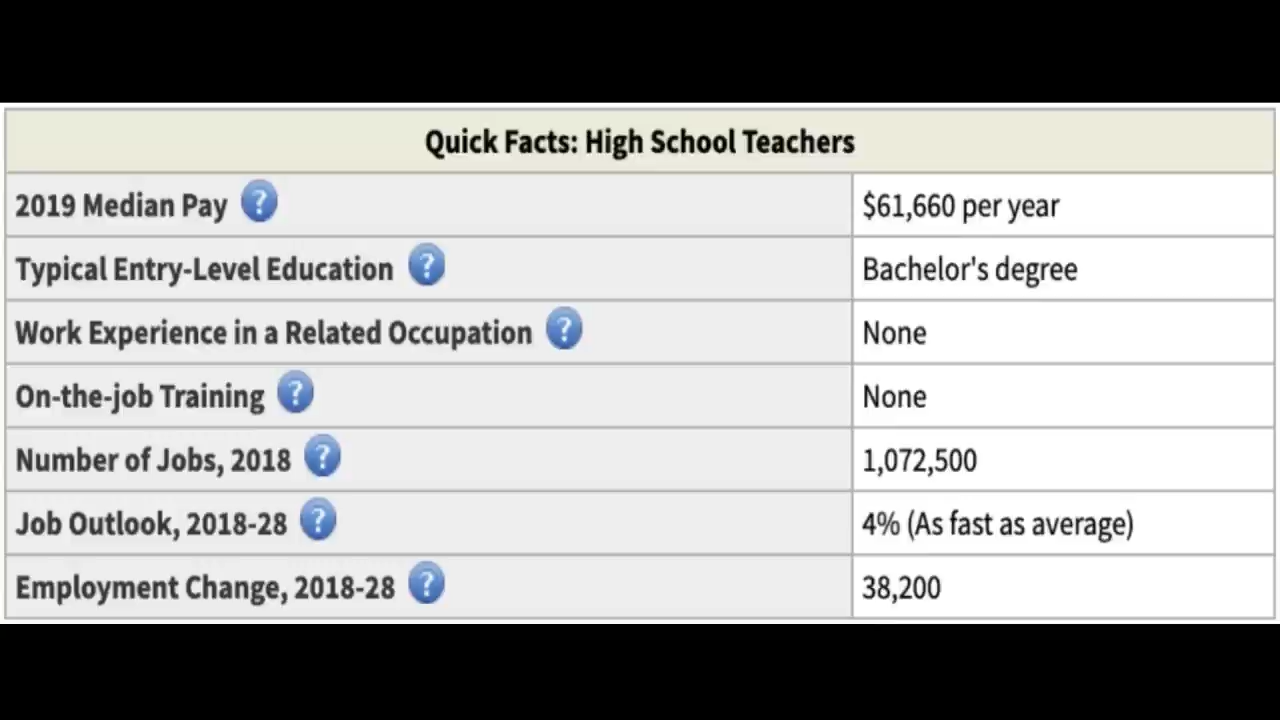 Quick Facts: High School Teachers
2019 Median Pay ? $61,660 per year
Typical Entry-Level Education ? Bachelor's degree
Work Experience in a Related Occupation ? None
On-the-job Training ? None
Number of Jobs, 2018 ? 1,072,500
Job Outlook, 2018-28 ? 4% (As fast as average)
Employment Change, 2018-28 ? 38,200